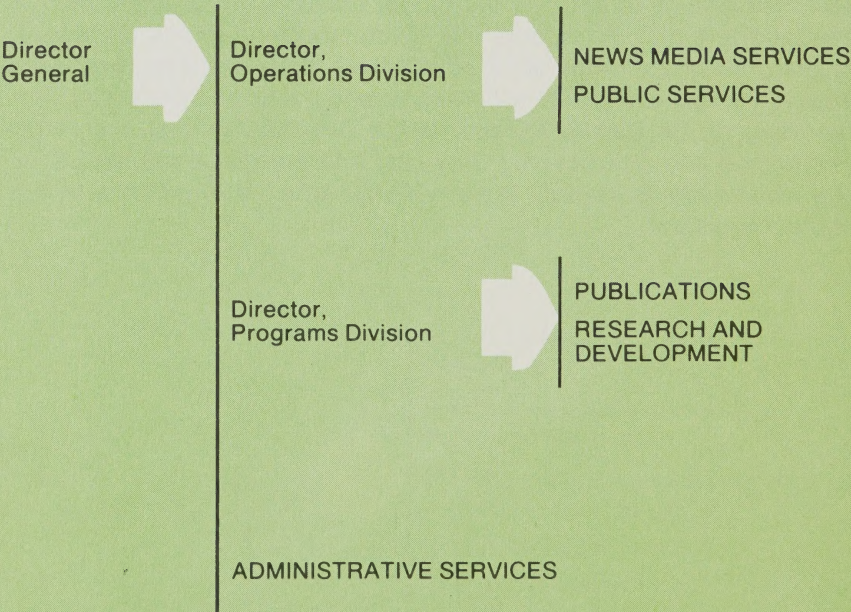 Director
General
Director,
Operations Division
NEWS MEDIA SERVICES
PUBLIC SERVICES
Director,
Programs Division
PUBLICATIONS
RESEARCH AND
DEVELOPMENT
ADMINISTRATIVE SERVICES